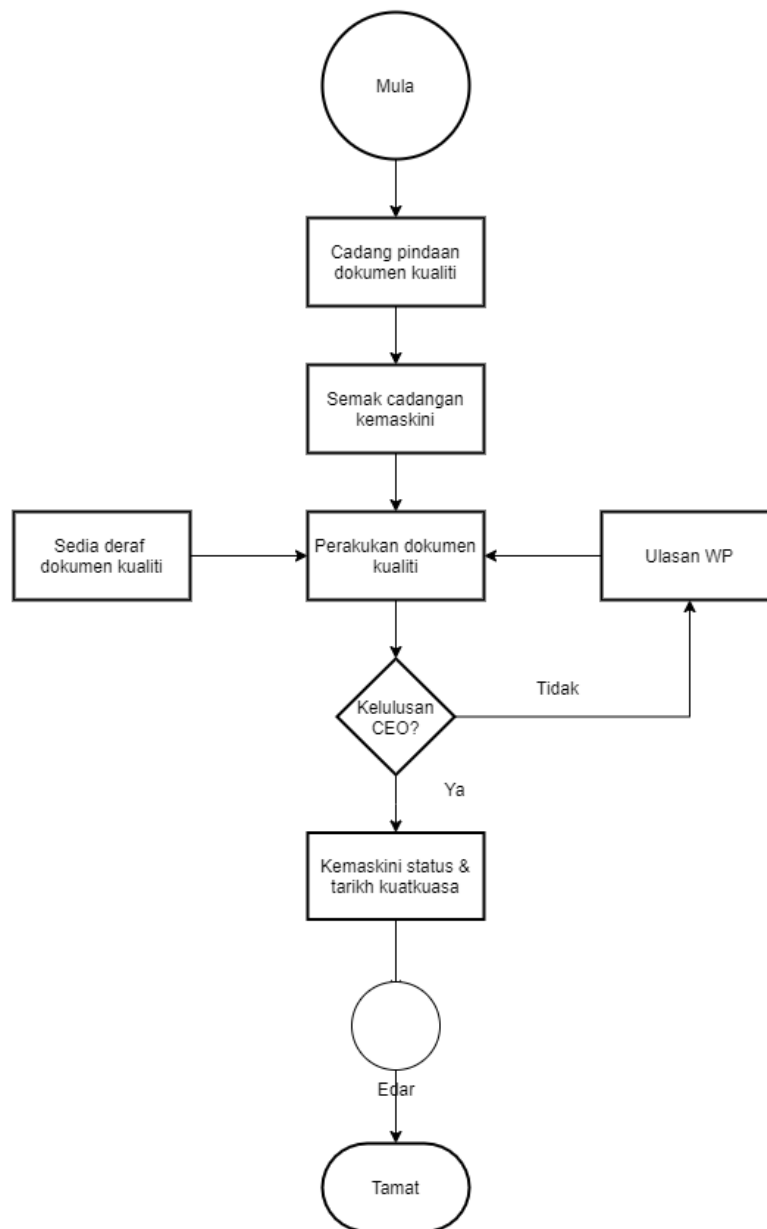 Mula
Cadang pindaan
dokumen kualiti
Semak cadangan
kemaskini
Sedia deraf
dokumen kualiti
Perakukan dokumen
kualiti
Ulasan WP
Kelulusan
CEO?
Tidak
Ya
Kemaskini status &
tarikh kuatkuasa
Edar
Tamat